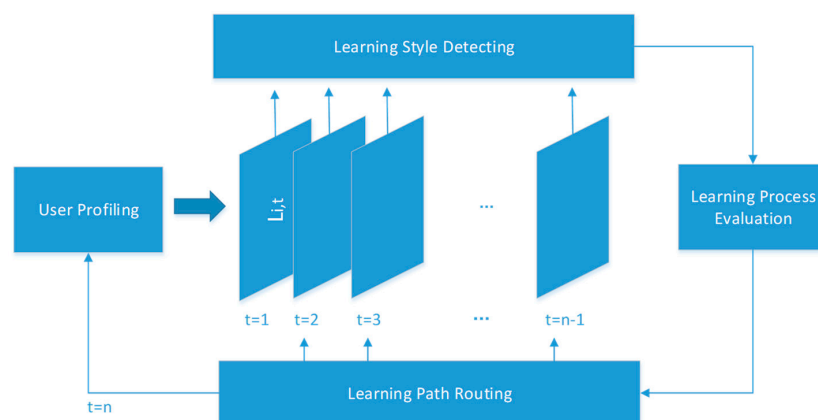 Learning Style Detecting
User Profiling
Li,t
...
Learning Process
Evaluation
t=1
t=2
t=3
...
t=n-1
Learning Path Routing
t=n